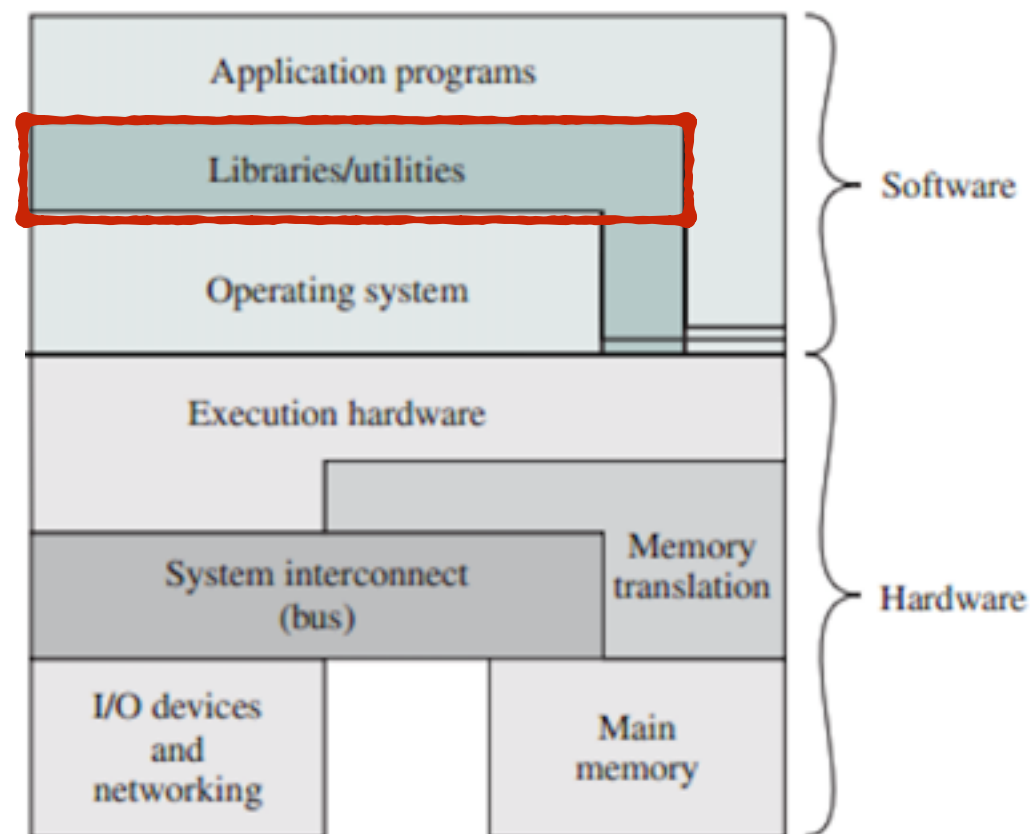 Application programs
Libraries/utilities
Software
Operating system
Execution hardware
Memory
translation
System interconnect
(bus)
Hardware
I/O devices
and
networking
Main
memory